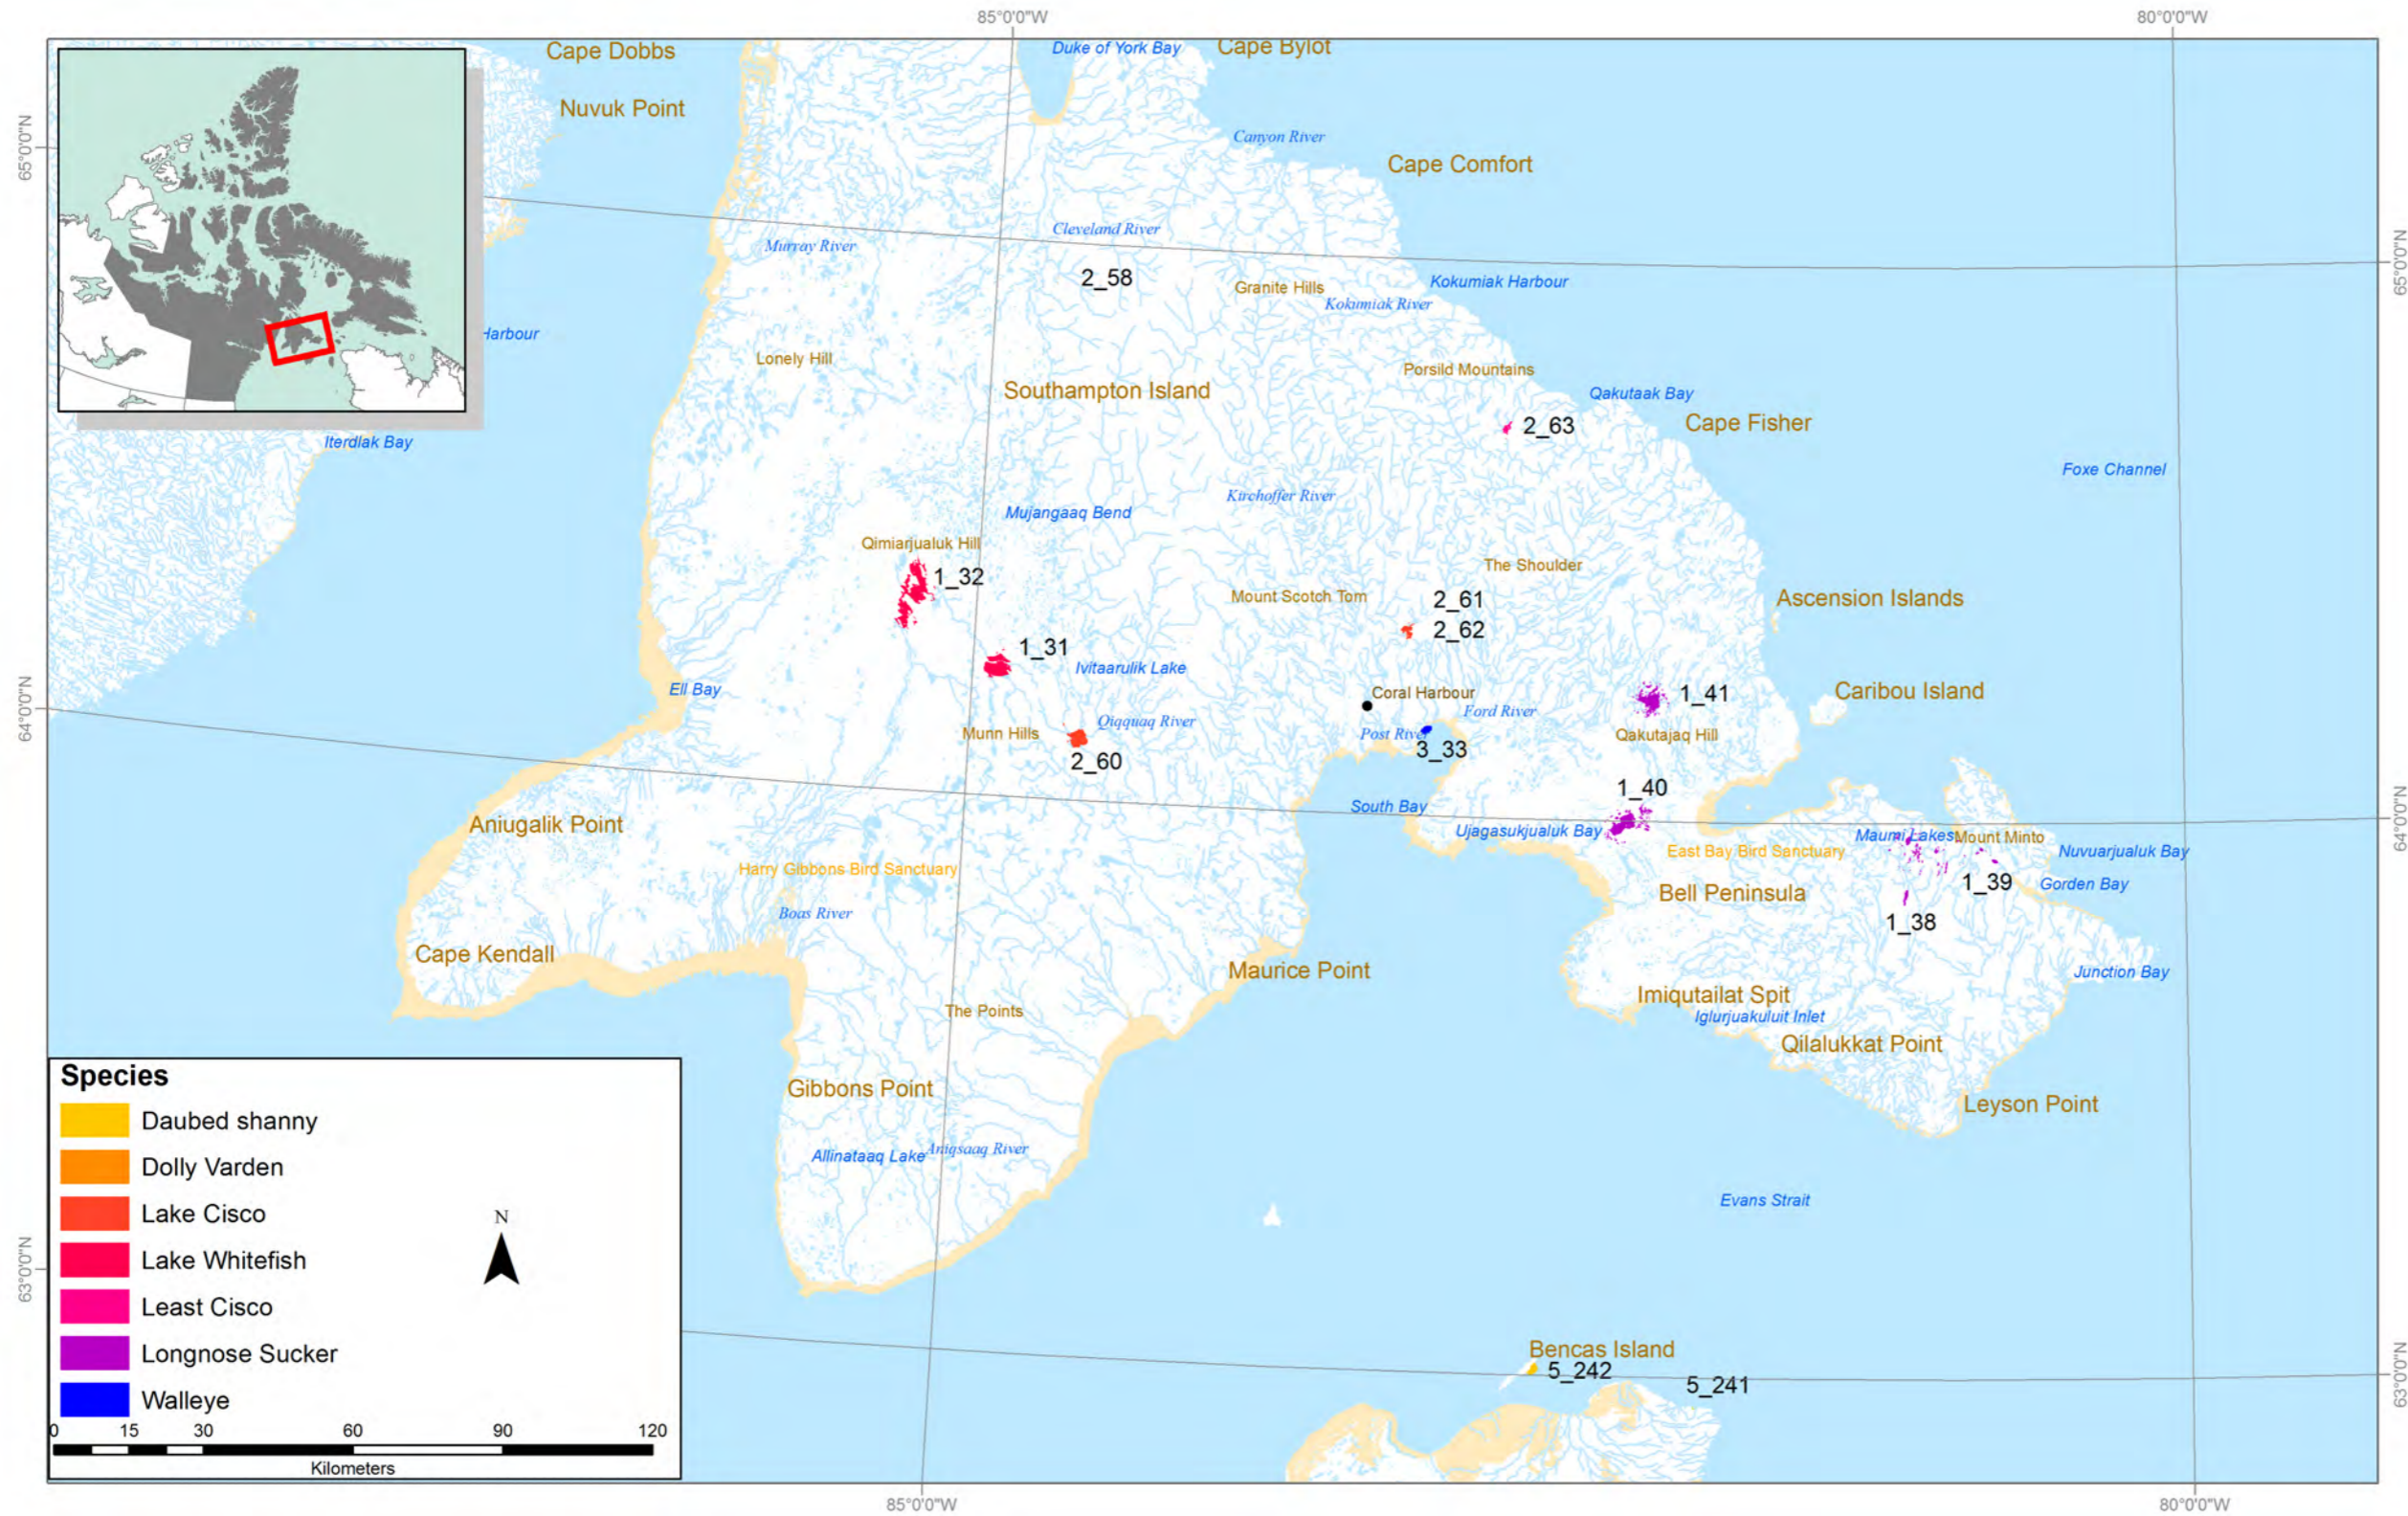 85°0'0"W
80°0'0"W
Cape Dobbs
Duke of York Bay
Cape Bylot
Nuvuk Point
65°0'0"N
Canyon River
Cape Comfort
Cleveland River
Murray River
65°0'0"N
2_58
Granite Hills
Kokumiak Harbour
Kokumiak River
Harbour
Lonely Hill
Porsild Mountains
Southampton Island
Qakutaak Bay
2_63
Cape Fisher
Iterdlak Bay
Foxe Channel
Kirchoffer River
Mujangaaq Bend
Qimiarjualuk Hill
The Shoulder
1_32
Mount Scotch Tom
2_61
Ascension Islands
2_62
1_31
Ivitaarulik Lake
Ell Bay
Coral Harbour
1_41
Caribou Island
64°0'0"N
Ford River
Qiqquaq River
Munn Hills
Post River
Qakutajaq Hill
3_33
2_60
1_40
South Bay
Aniugalik Point
Ujagasukjualuk Bay
Maumi Lakes
Mount Minto
64°0'0"N
East Bay Bird Sanctuary
Nuvuarjualuk Bay
Harry Gibbons Bird Sanctuary
1_39
Gorden Bay
Bell Peninsula
Boas River
1_38
Cape Kendall
Maurice Point
Junction Bay
Imiqutailat Spit
The Points
Iglurjuakuluit Inlet
Qilalukkat Point
Gibbons Point
Leyson Point
Allinataaq Lake
Aniqsaaq River
Evans Strait
63°0'0"N
Bencas Island
5_242
5_241
63°0'0"N
Species
Daubed shanny
Dolly Varden
Lake Cisco
Lake Whitefish
Least Cisco
Longnose Sucker
Walleye
N
0 15 30 60 90 120
Kilometers
85°0'0"W
80°0'0"W